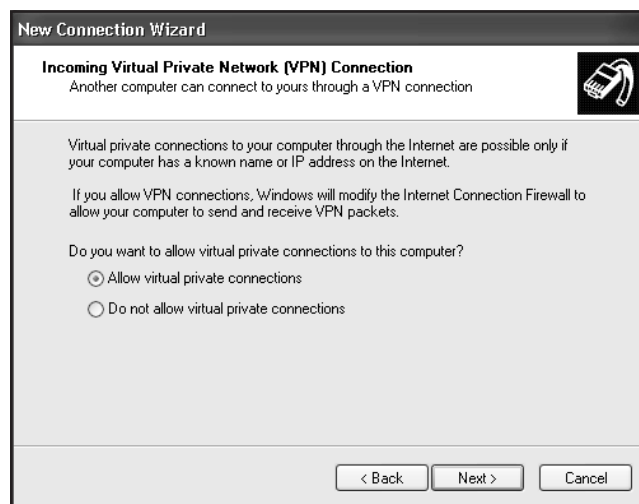 New Connection Wizard
Incoming Virtual Private Network (VPN) Connection
Another computer can connect to yours through a VPN connection
Virtual private connections to your computer through the Internet are possible only if
your computer has a known name or IP address on the Internet.
If you allow VPN connections, Windows will modify the Internet Connection Firewall to
allow your computer to send and receive VPN packets.
Do you want to allow virtual private connections to this computer?
Allow virtual private connections
Do not allow virtual private connections
< Back Next > Cancel